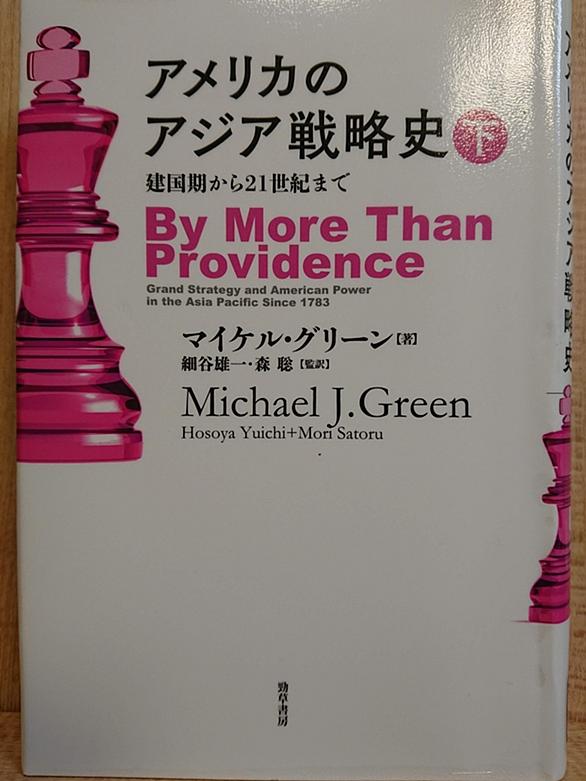 アメリカの
アジア戦略史 下
建国期から21世紀まで
By More Than
Providence
Grand Strategy and American Power
in the Asia Pacific Since 1783
マイケル・グリーン【著】
細谷雄一・森 聡【監訳】
Michael J.Green
Hosoya Yuichi+Mori Satoru
勁草書房